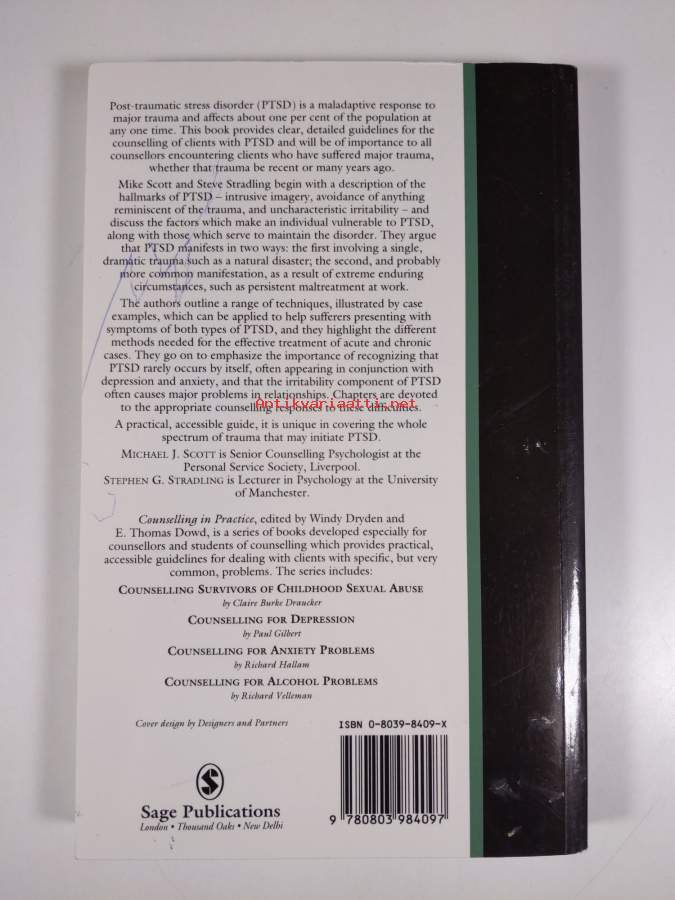 Post-traumatic stress disorder (PTSD) is a maladaptive response to
major trauma and affects about one per cent of the population at
any one time. This book provides clear, detailed guidelines for the
counselling of clients with PTSD and will be of importance to all
counsellors encountering clients who have suffered major trauma,
whether that trauma be recent or many years ago.
Mike Scott and Steve Stradling begin with a description of the
hallmarks of PTSD – intrusive imagery, avoidance of anything
reminiscent of the trauma, and uncharacteristic irritability – and
discuss the factors which make an individual vulnerable to PTSD,
along with those which serve to maintain the disorder. They argue
that PTSD manifests in two ways: the first involving a single,
dramatic trauma such as a natural disaster; the second, and probably
more common manifestation, as a result of extreme enduring
circumstances, such as persistent maltreatment at work.
The authors outline a range of techniques, illustrated by case
examples, which can be applied to help sufferers presenting with
symptoms of both types of PTSD, and they highlight the different
methods needed for the effective treatment of acute and chronic
cases. They go on to emphasize the importance of recognizing that
PTSD rarely occurs by itself, often appearing in conjunction with
depression and anxiety, and that the irritability component of PTSD
often causes major problems in relationships. Chapters are devoted
to the appropriate counselling responses to these difficulties.
Antikvariaatti.net
A practical, accessible guide, it is unique in covering the whole
spectrum of trauma that may initiate PTSD.
MICHAEL J. SCOTT is Senior Counselling Psychologist at the
Personal Service Society, Liverpool.
STEPHEN G. STRADLING is Lecturer in Psychology at the University
of Manchester.
Counselling in Practice, edited by Windy Dryden and
E. Thomas Dowd, is a series of books developed especially for
counsellors and students of counselling which provides practical,
accessible guidelines for dealing with clients with specific, but very
common, problems. The series includes:
COUNSELLING SURVIVORS OF CHILDHOOD SEXUAL ABUSE
by Claire Burke Draucker
COUNSELLING FOR DEPRESSION
by Paul Gilbert
COUNSELLING FOR ANXIETY PROBLEMS
by Richard Hallam
COUNSELLING FOR ALCOHOL PROBLEMS
by Richard Velleman
Cover design by Designers and Partners
ISBN 0-8039-8409-X
9 780803 984097
S
Sage Publications
London • Thousand Oaks • New Delhi